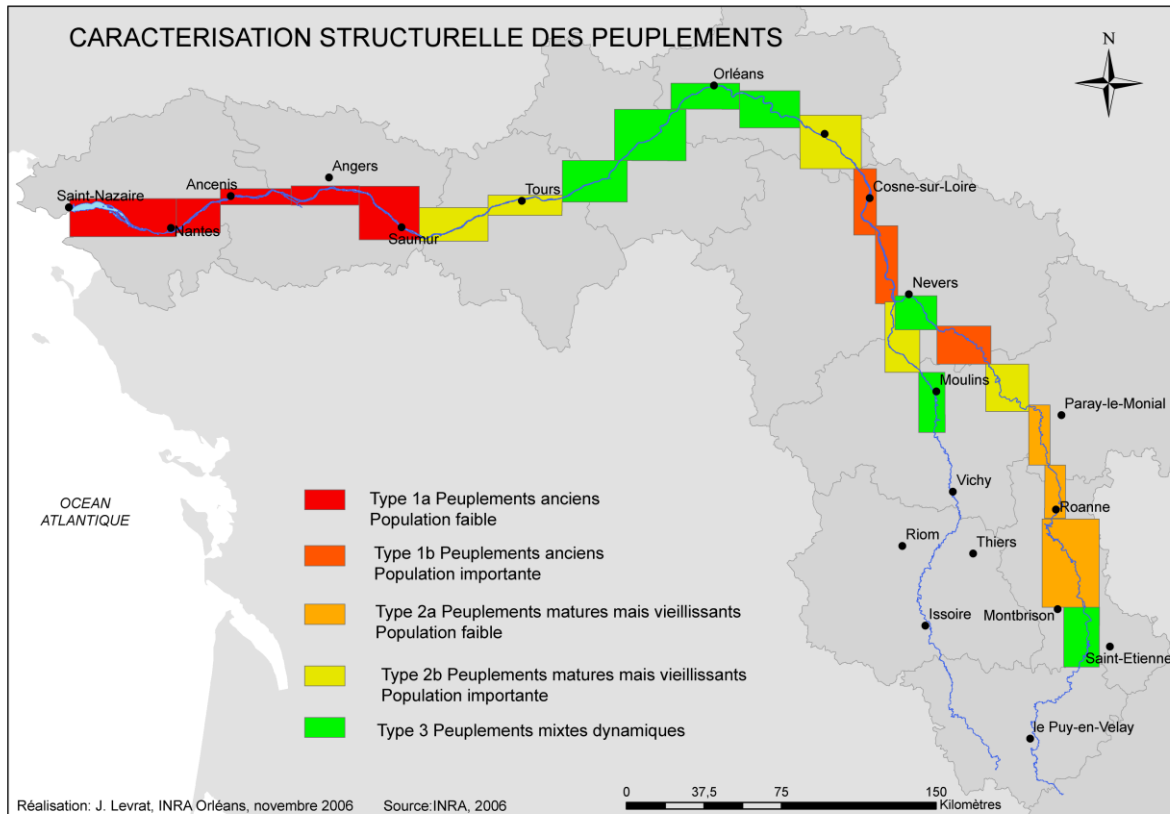 CARACTERISATION STRUCTURELLE DES PEUPLEMENTS
N
Orléans
Angers
Ancenis
Saint-Nazaire
Tours
Cosne-sur-Loire
Nantes
Saumur
Nevers
Moulins
Paray-le-Monial
Vichy
Roanne
Riom
Thiers
Issoire
Montbrison
Saint-Etienne
le Puy-en-Velay
OCEAN
ATLANTIQUE
Type 1a Peuplements anciens
Population faible
Type 1b Peuplements anciens
Population importante
Type 2a Peuplements matures mais vieillissants
Population faible
Type 2b Peuplements matures mais vieillissants
Population importante
Type 3 Peuplements mixtes dynamiques
Réalisation: J. Levrat, INRA Orléans, novembre 2006 Source:INRA, 2006
0 37,5 75 150
Kilomètres